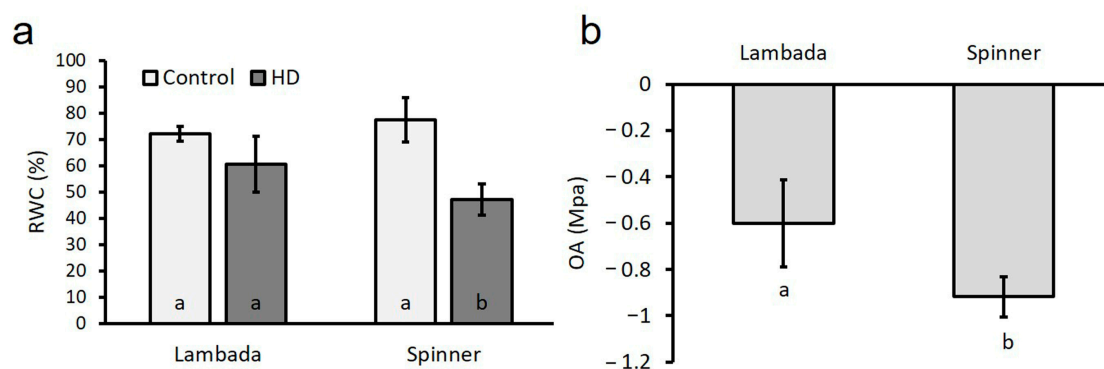 a
RWC (%)
100
90
80
70
60
50
40
30
20
10
0
Control HD
a a a b
Lambada Spinner
b
Lambada Spinner
OA (Mpa)
0
−0.2
−0.4
−0.6
−0.8
−1
−1.2
a
b